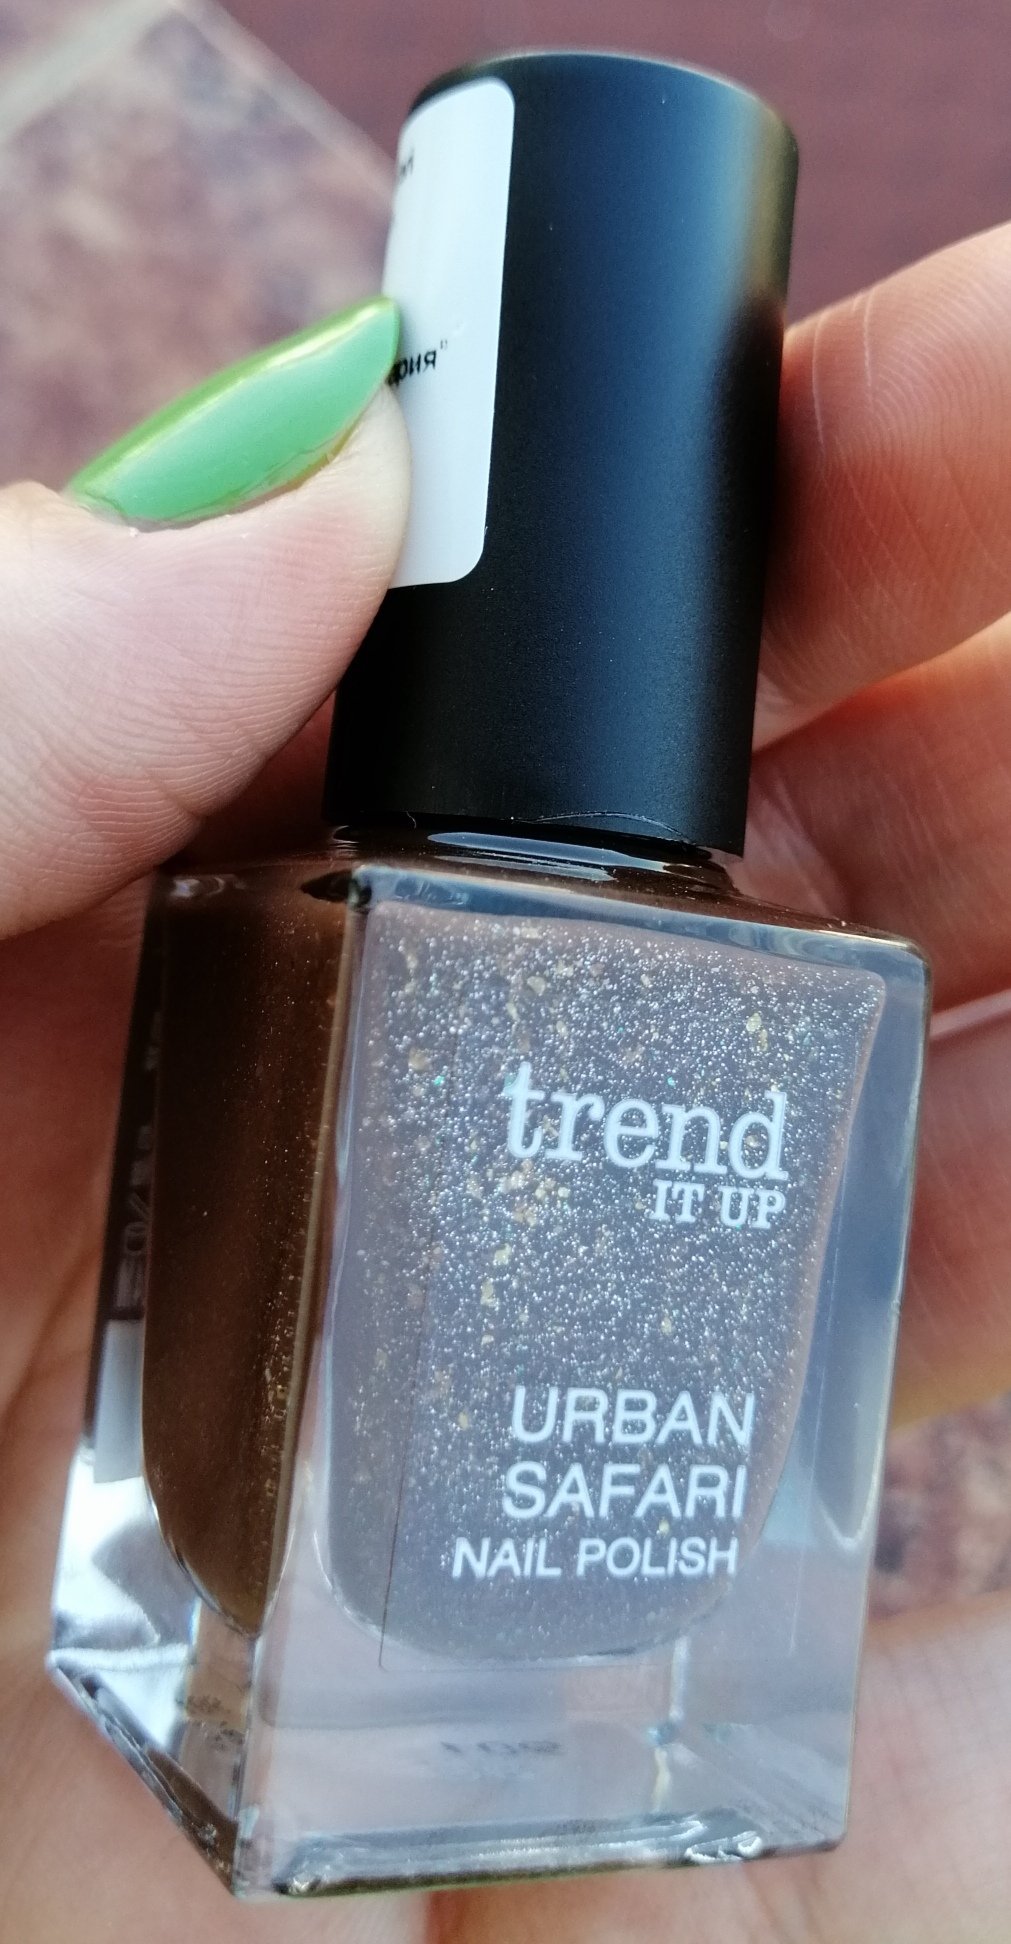 trend
IT UP
URBAN
SAFARI
NAIL POLISH